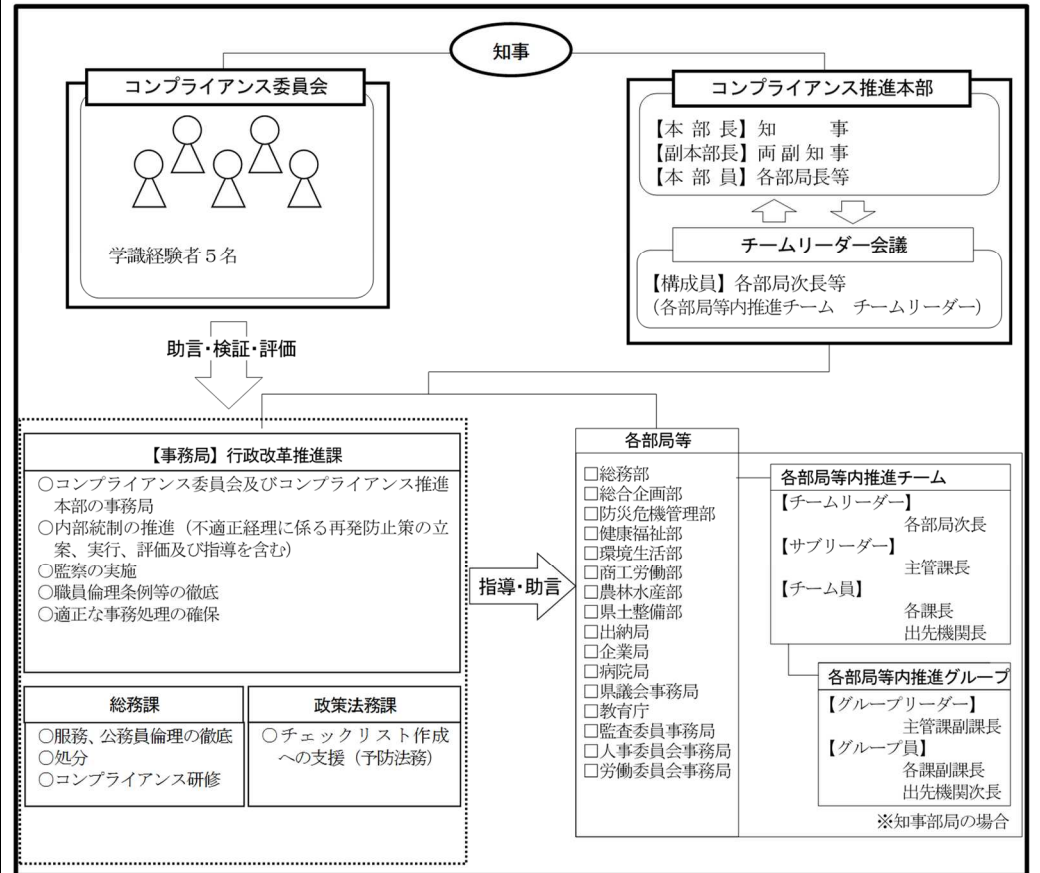 知事
コンプライアンス委員会
学識経験者５名
コンプライアンス推進本部
【本 部 長】知　　事
【副本部長】両 副 知 事
【本 部 員】各部局長等
チームリーダー会議
【構成員】各部局次長等
（各部局等内推進チーム　チームリーダー）
助言・検証・評価
【事務局】行政改革推進課
○コンプライアンス委員会及びコンプライアンス推進
本部の事務局
○内部統制の推進（不適正経理に係る再発防止策の立
案、実行、評価及び指導を含む）
○監察の実施
○職員倫理条例等の徹底
○適正な事務処理の確保
総務課
○服務、公務員倫理の徹底
○処分
○コンプライアンス研修
政策法務課
○チェックリスト作成
への支援（予防法務）
指導・助言
各部局等
□総務部
□総合企画部
□防災危機管理部
□健康福祉部
□環境生活部
□商工労働部
□農林水産部
□県土整備部
□出納局
□企業局
□病院局
□県議会事務局
□教育庁
□監査委員事務局
□人事委員会事務局
□労働委員会事務局
各部局等内推進チーム
【チームリーダー】
各部局次長
【サブリーダー】
主管課長
【チーム員】
各課長
出先機関長
各部局等内推進グループ
【グループリーダー】
主管課副課長
【グループ員】
各課副課長
出先機関次長
※知事部局の場合